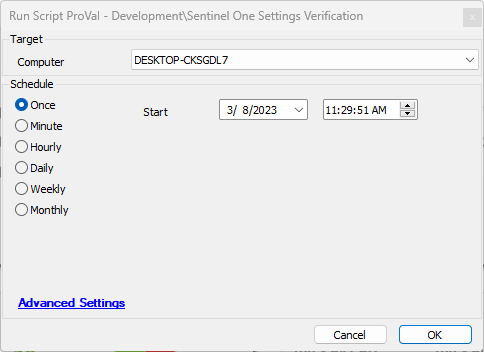 Run Script ProVal - Development\Sentinel One Settings Verification
x
Target
Computer
DESKTOP-CKSGDL7
Schedule
Once
Start
3/ 8/2023
11:29:51 AM
Minute
Hourly
Daily
Weekly
Monthly
Advanced Settings
Cancel
OK